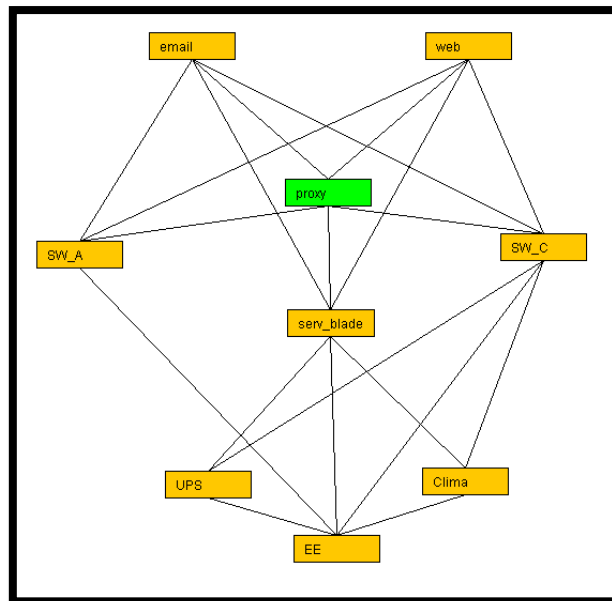 email
web
proxy
SW_A
SW_C
serv_blade
UPS
Clima
EE